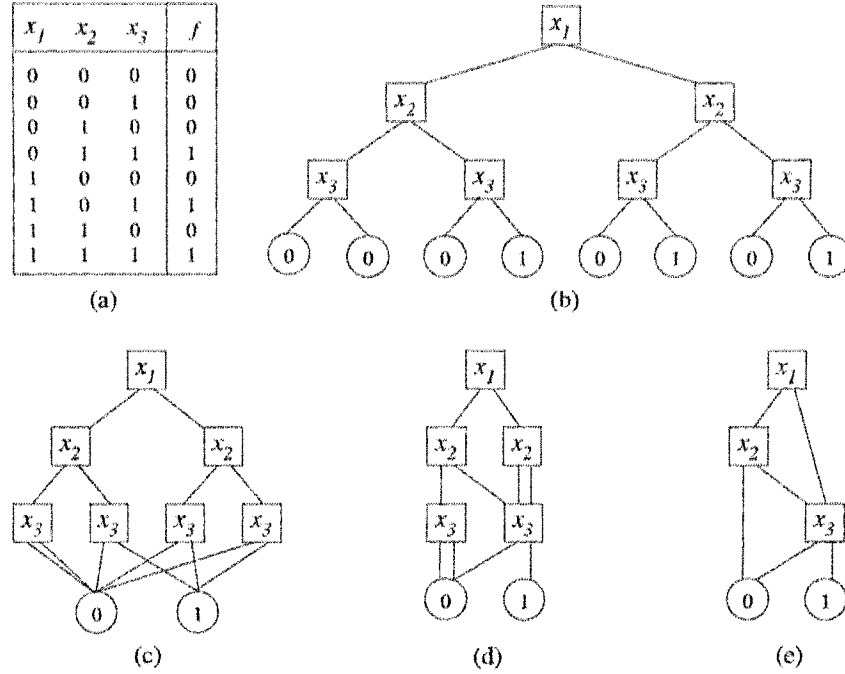 x1 x2 x3 f
0 0 0 0
0 0 1 0
0 1 0 0
0 1 1 1
1 0 0 0
1 0 1 1
1 1 0 0
1 1 1 1
(a)
x1
x2 x2
x3 x3 x3 x3
0 0 0 1 0 1 0 1
(b)
x1
x2 x2
x3 x3 x3 x3
0 1
(c)
x1
x2 x2
x3 x3
0 1
(d)
x1
x2
x3
0 1
(e)